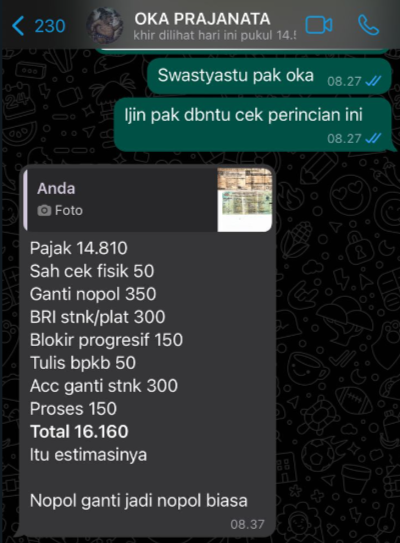 230
OKA PRAJANATA
khir dilihat hari ini pukul 14.5
Swastyastu pak oka
08.27
Ijin pak dbntu cek perincian ini
08.27
Anda
Foto
Pajak 14.810
Sah cek fisik 50
Ganti nopol 350
BRI stnk/plat 300
Blokir progresif 150
Tulis bpkb 50
Acc ganti stnk 300
Proses 150
Total 16.160
Itu estimasinya
Nopol ganti jadi nopol biasa
08.37